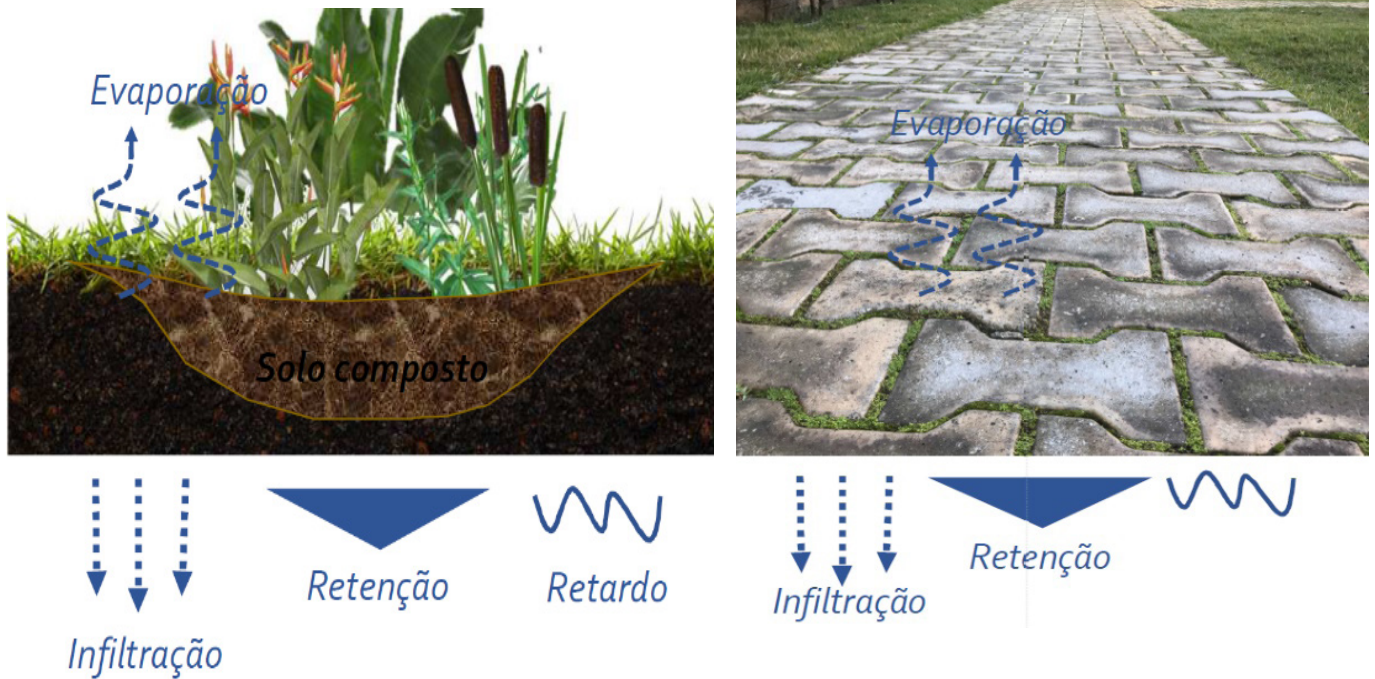 Evaporação
Solo composto
Infiltração
Retenção
Retardo
Evaporação
Infiltração
Retenção